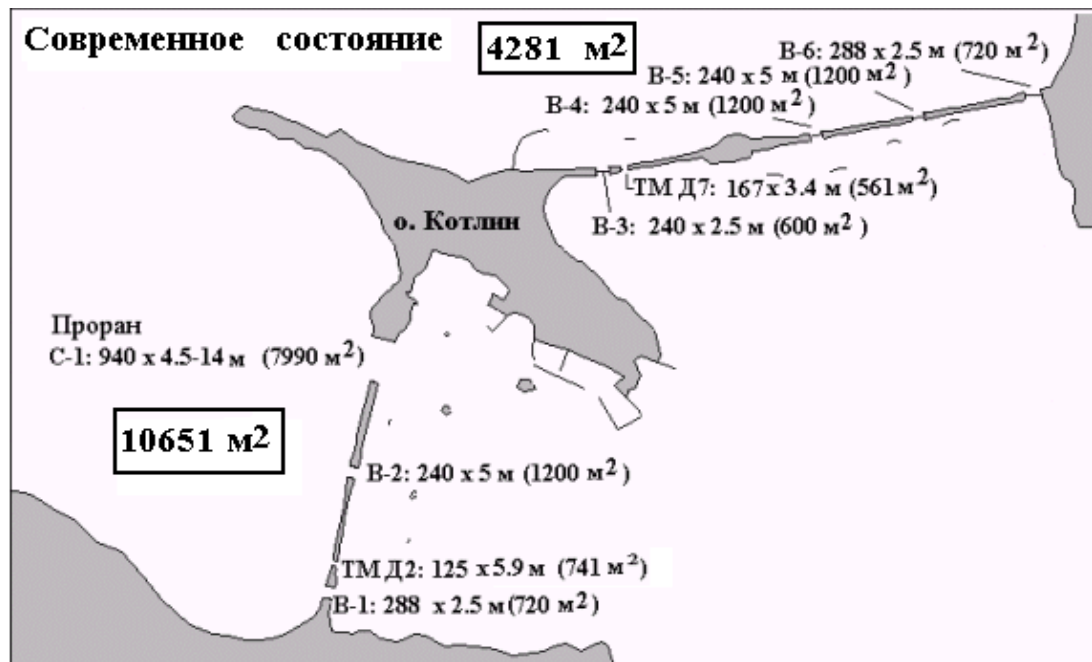 Современное состояние
4281 м2
В-6: 288 x 2.5 м (720 м2)
В-5: 240 x 5 м (1200 м2)
В-4: 240 x 5 м (1200 м2)
ТМ Д7: 167 x 3.4 м (561 м2)
о. Котлин
В-3: 240 x 2.5 м (600 м2 )
Проран
С-1: 940 x 4.5-14 м (7990 м2)
10651 м2
В-2: 240 x 5 м (1200 м2)
ТМ Д2: 125 x 5.9 м (741 м2)
В-1: 288 x 2.5 м (720 м2)